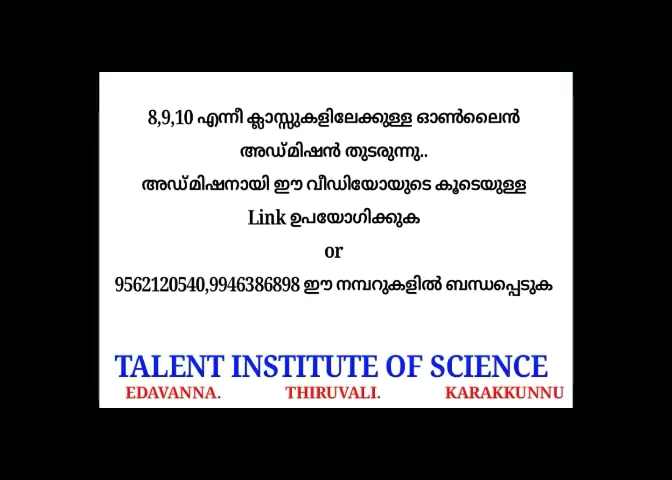 8,9,10 എന്നീ ക്ലാസ്സുകളിലേക്കുള്ള ഓൺലൈൻ
അഡ്മിഷൻ തുടരുന്നു..
അഡ്മിഷനായി ഈ വീഡിയോയുടെ കൂടെയുള്ള
Link ഉപയോഗിക്കുക
or
9562120540,9946386898 ഈ നമ്പറുകളിൽ ബന്ധപ്പെടുക
TALENT INSTITUTE OF SCIENCE
EDAVANNA. THIRUVALI. KARAKKUNNU